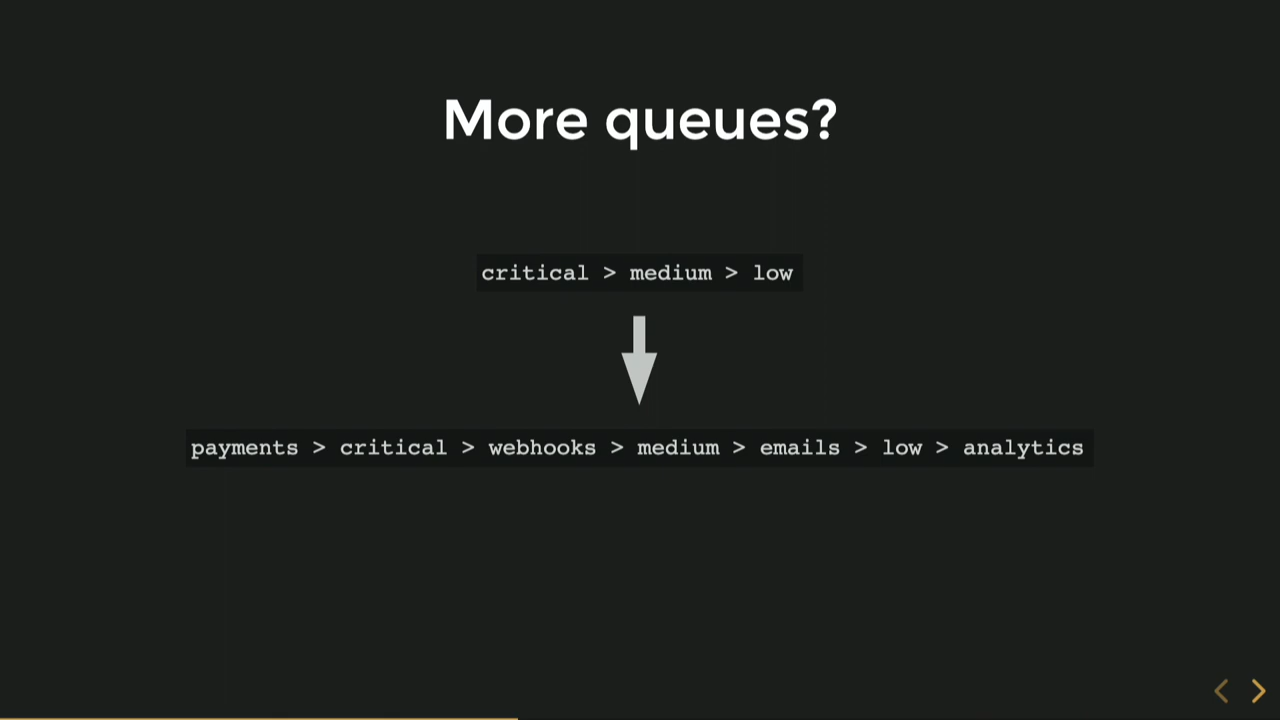 More queues?
critical > medium > low
payments > critical > webhooks > medium > emails > low > analytics